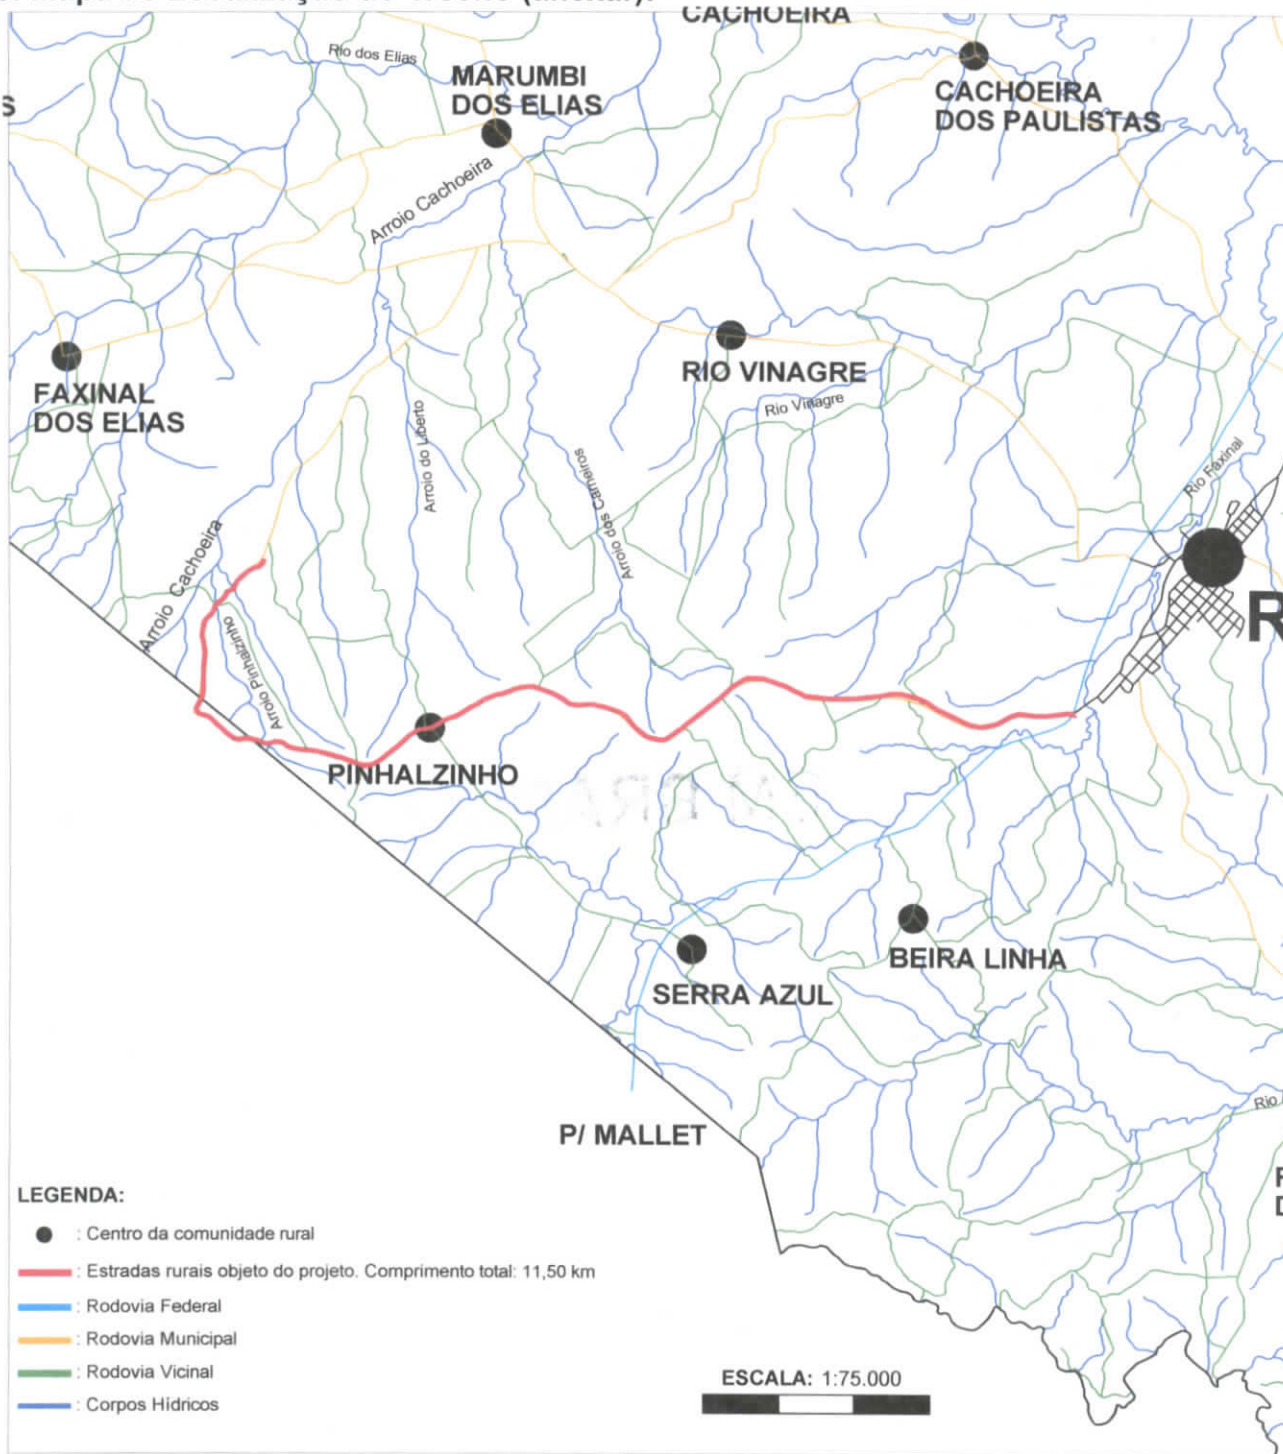 CACHOEIRA
Rio dos Elias
MARUMBI
DOS ELIAS
CACHOEIRA
DOS PAULISTAS
S
Arroio Cachoeira
FAXINAL
DOS ELIAS
RIO VINAGRE
Rio Vinagre
Arroio do Liberto
Arroio dos Carneiros
Rio Faxinal
Arroio Cachoeira
Arroio Pinhalzinho
R
PINHALZINHO
BEIRA LINHA
SERRA AZUL
Rio
P/ MALLET
LEGENDA:
: Centro da comunidade rural
: Estradas rurais objeto do projeto. Comprimento total: 11,50 km
: Rodovia Federal
: Rodovia Municipal
: Rodovia Vicinal
: Corpos Hídricos
ESCALA: 1:75.000